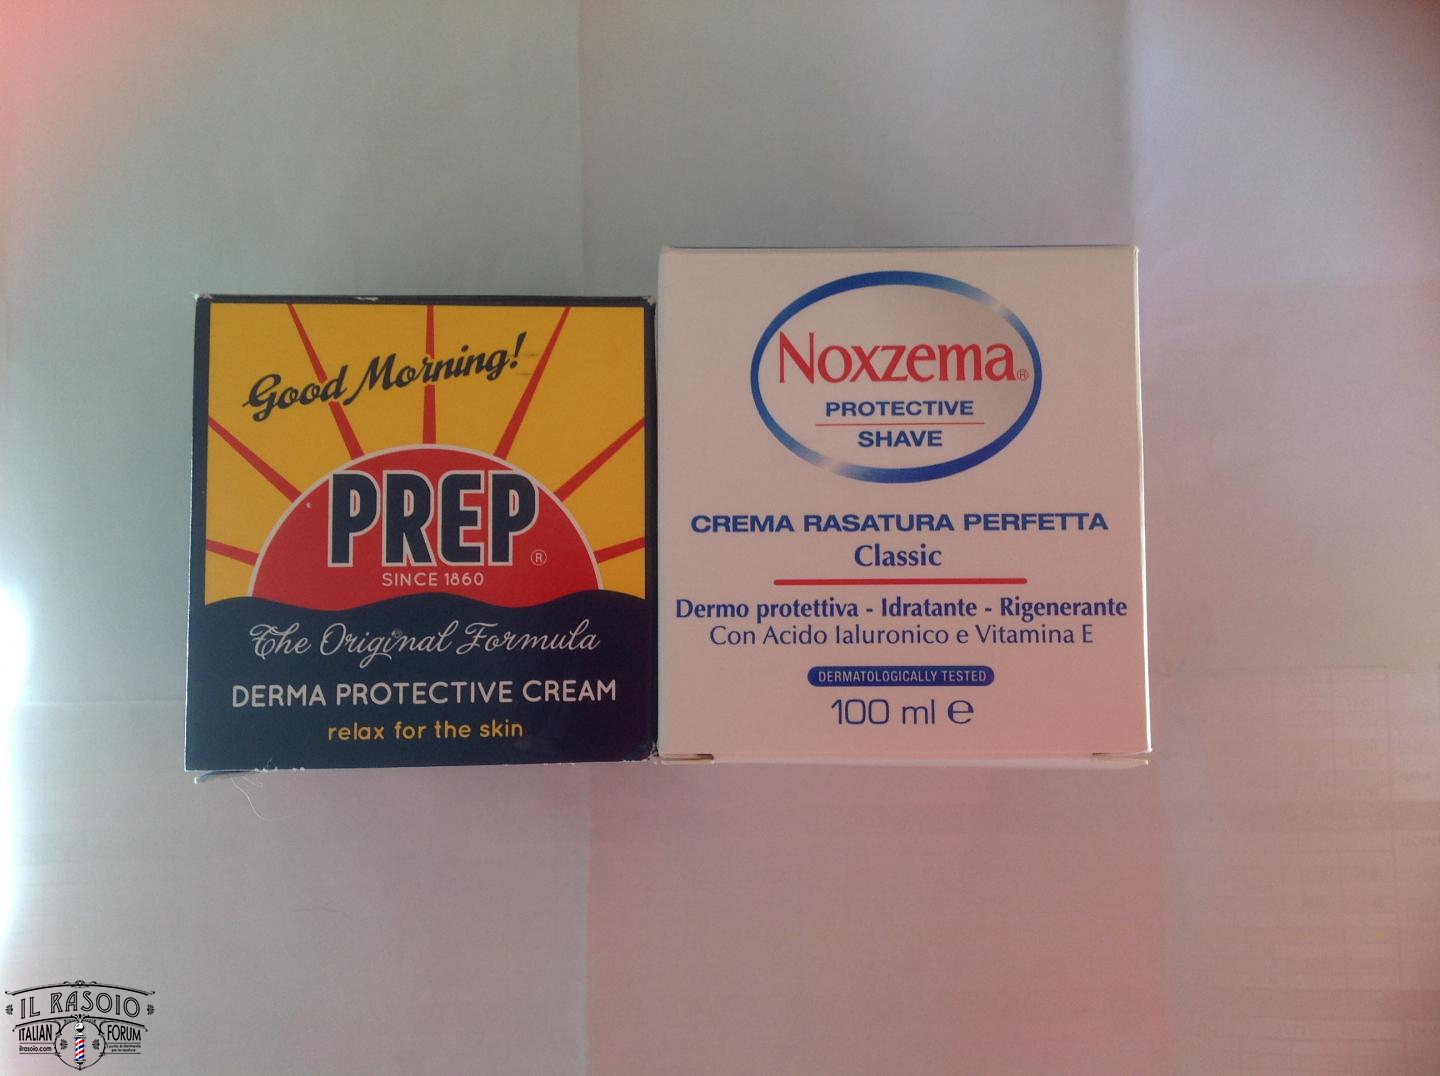 Good Morning!
PREP®
SINCE 1860
The Original Formula
DERMA PROTECTIVE CREAM
relax for the skin
Noxzema®
PROTECTIVE
SHAVE
CREMA RASATURA PERFETTA
Classic
Dermo protettiva - Idratante - Rigenerante
Con Acido Ialuronico e Vitamina E
DERMATOLOGICALLY TESTED
100 ml e
IL RASOIO
ITALIAN FORUM
ilrasoio.com